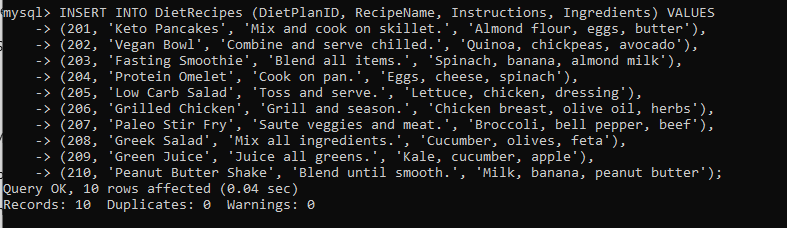 mysql> INSERT INTO DietRecipes (DietPlanID, RecipeName, Instructions, Ingredients) VALUES
    -> (201, 'Keto Pancakes', 'Mix and cook on skillet.', 'Almond flour, eggs, butter'),
    -> (202, 'Vegan Bowl', 'Combine and serve chilled.', 'Quinoa, chickpeas, avocado'),
    -> (203, 'Fasting Smoothie', 'Blend all items.', 'Spinach, banana, almond milk'),
    -> (204, 'Protein Omelet', 'Cook on pan.', 'Eggs, cheese, spinach'),
    -> (205, 'Low Carb Salad', 'Toss and serve.', 'Lettuce, chicken, dressing'),
    -> (206, 'Grilled Chicken', 'Grill and season.', 'Chicken breast, olive oil, herbs'),
    -> (207, 'Paleo Stir Fry', 'Saute veggies and meat.', 'Broccoli, bell pepper, beef'),
    -> (208, 'Greek Salad', 'Mix all ingredients.', 'Cucumber, olives, feta'),
    -> (209, 'Green Juice', 'Juice all greens.', 'Kale, cucumber, apple'),
    -> (210, 'Peanut Butter Shake', 'Blend until smooth.', 'Milk, banana, peanut butter');
Query OK, 10 rows affected (0.04 sec)
Records: 10  Duplicates: 0  Warnings: 0